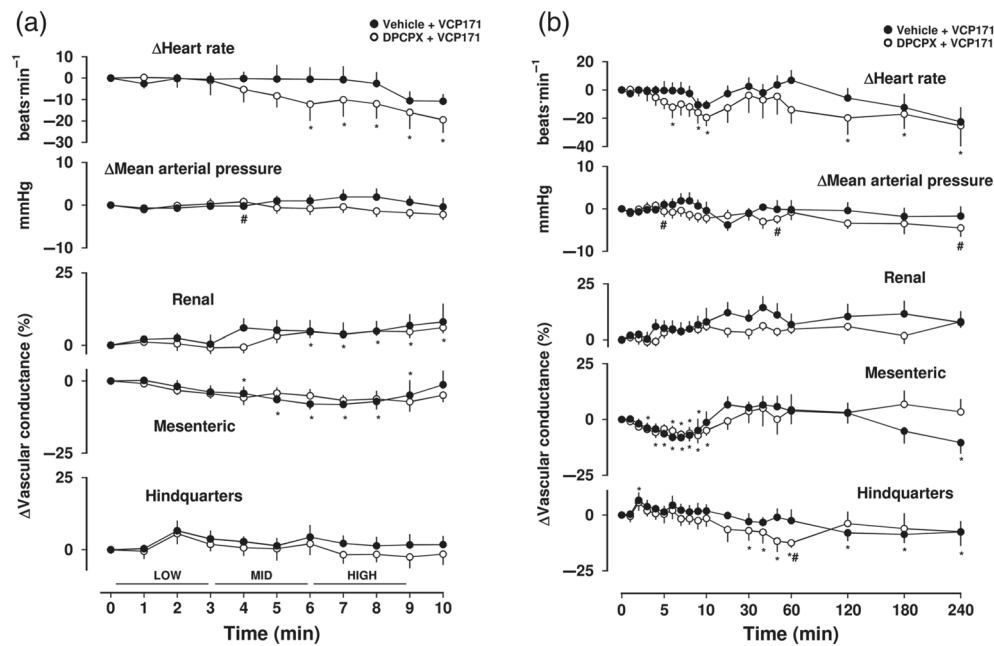 (a)
Vehicle + VCP171
DPCPX + VCP171
ΔHeart rate
beats·min⁻¹
10
0
−10
−20
−30
*
*
*
*
*
ΔMean arterial pressure
mmHg
10
0
−10
#
ΔVascular conductance (%)
Renal
25
0
*
*
*
*
*
Mesenteric
0
−25
*
*
*
*
*
*
Hindquarters
25
0
LOW MID HIGH
0 1 2 3 4 5 6 7 8 9 10
Time (min)
(b)
Vehicle + VCP171
DPCPX + VCP171
ΔHeart rate
beats·min⁻¹
20
0
−20
−40
* * * * * *
ΔMean arterial pressure
mmHg
10
0
−10
# # #
ΔVascular conductance (%)
Renal
25
0
Mesenteric
25
0
−25
* * * * *
* * * * * * *
Hindquarters
25
0
−25
*
* * * * # * * *
0 5 10 30 60 120 180 240
Time (min)